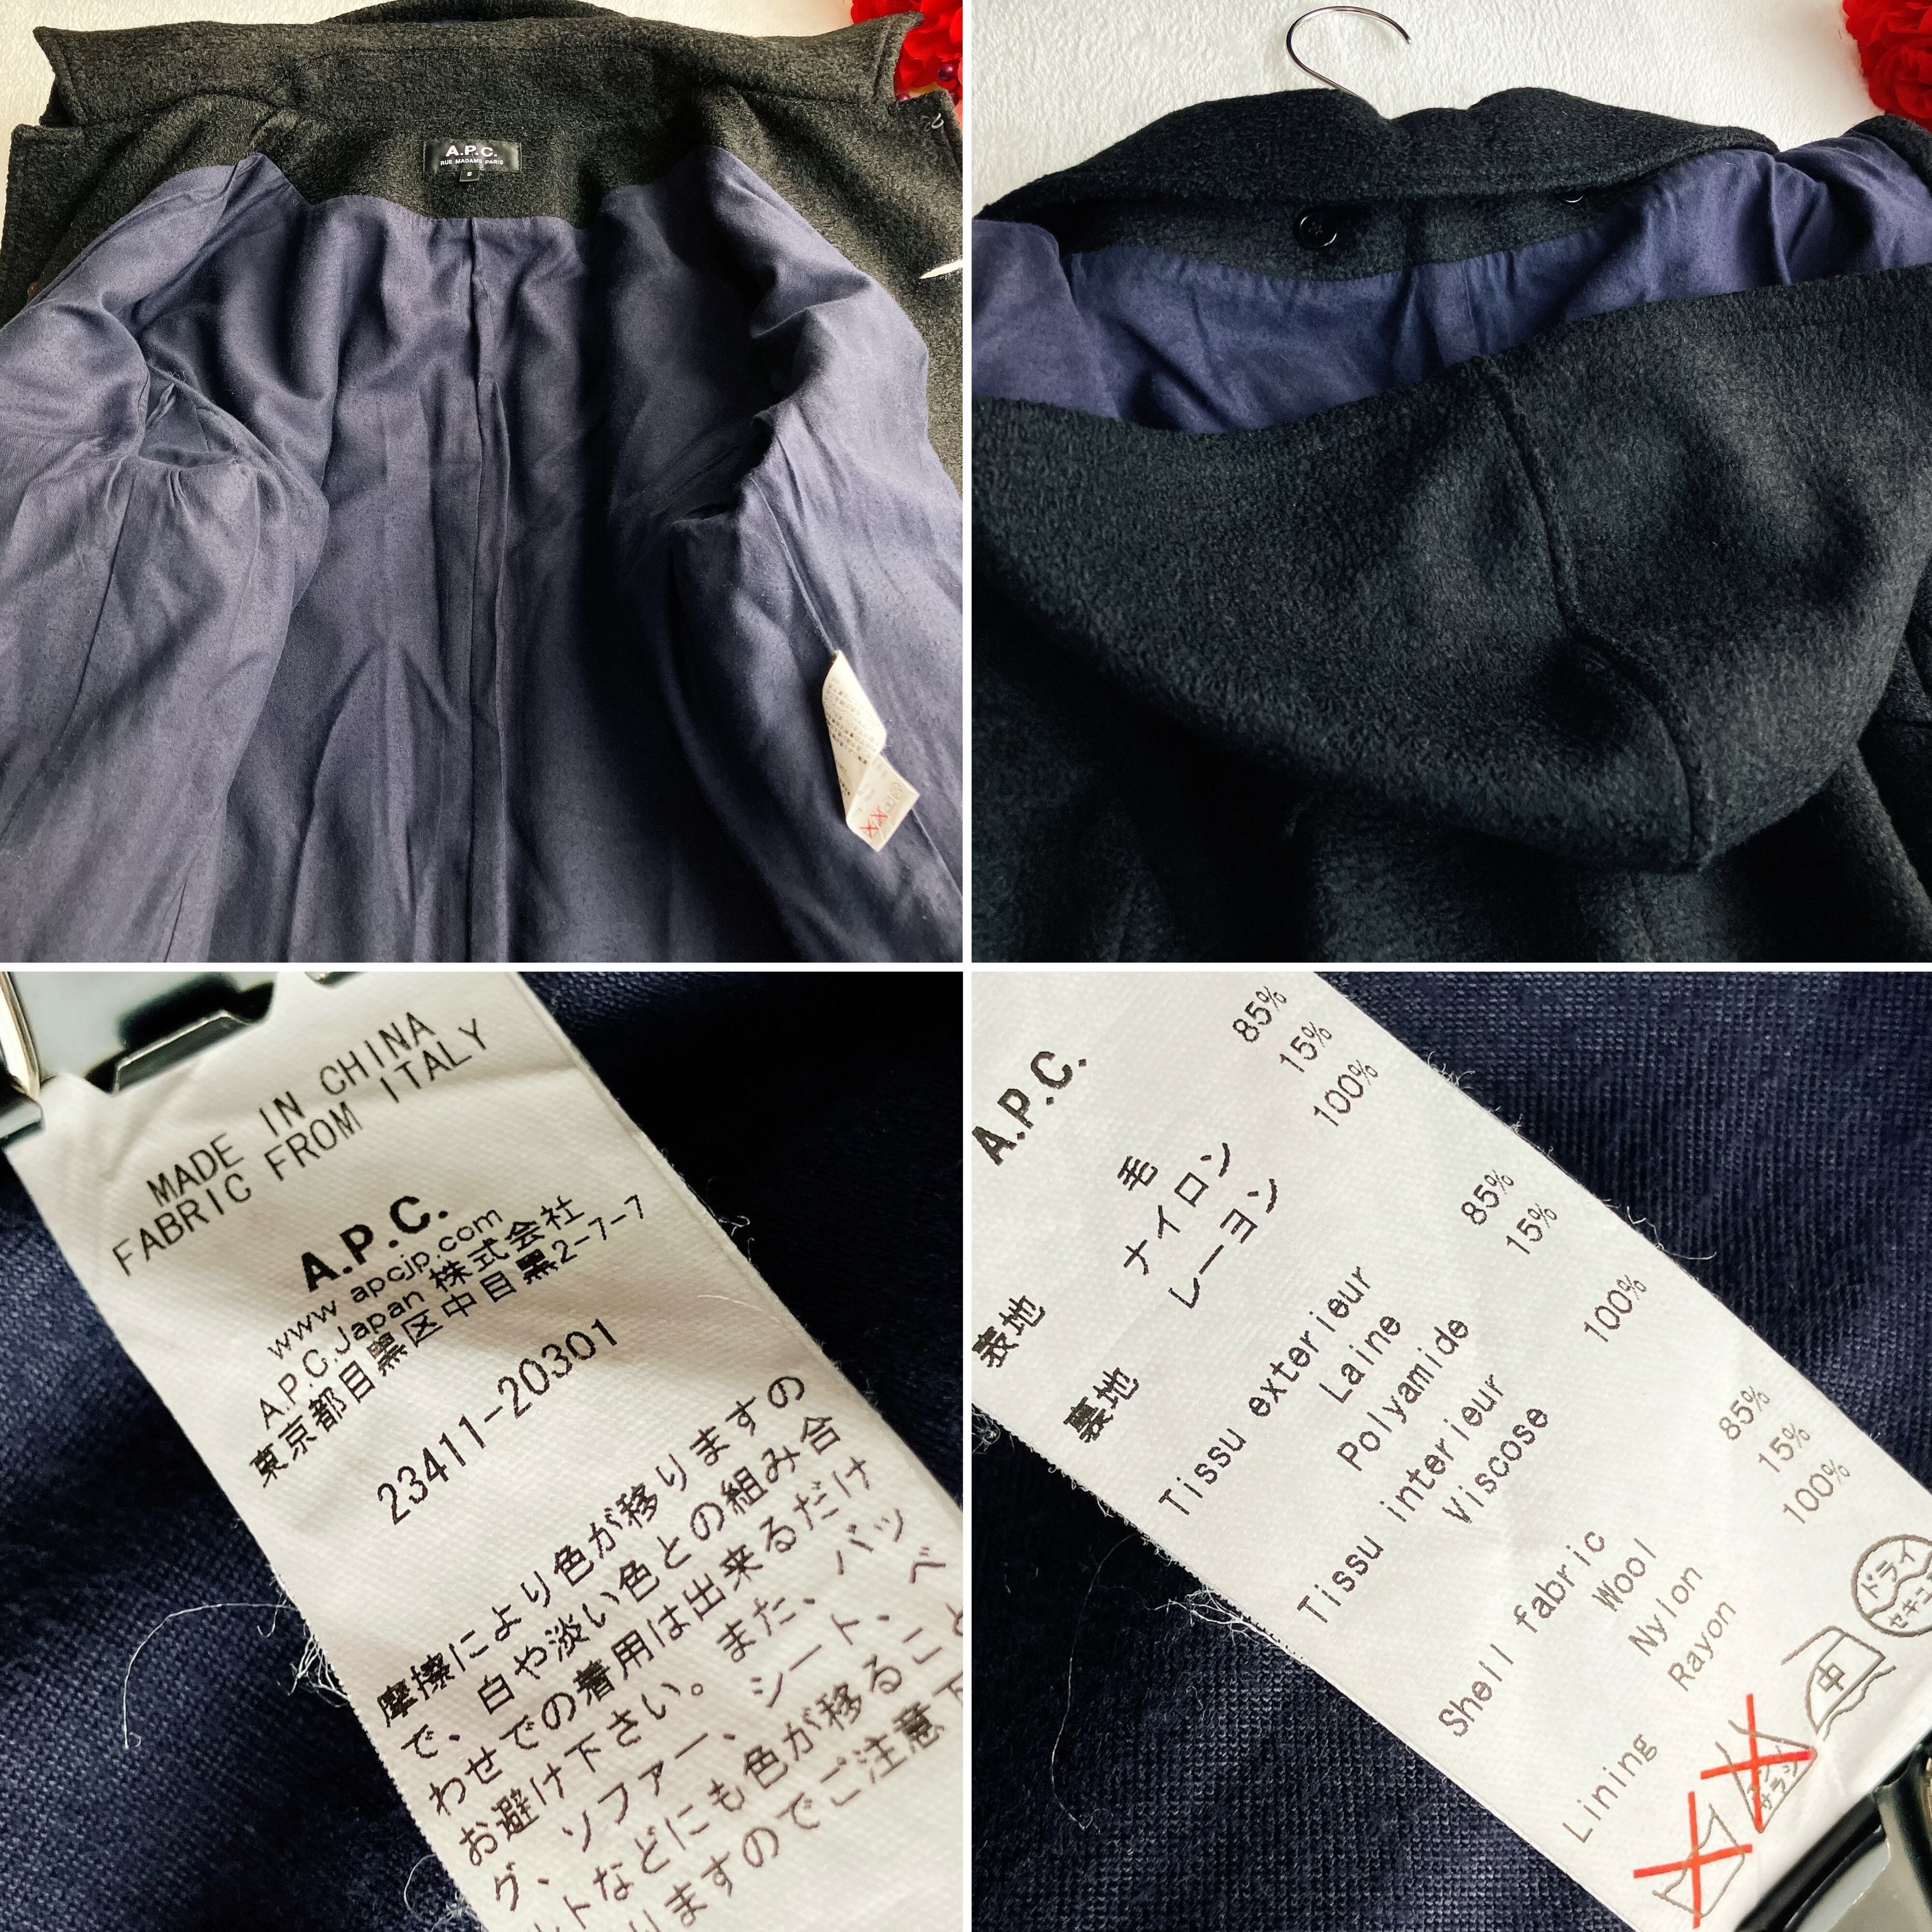 A.P.C.
RUE MADAME PARIS
S
MADE IN CHINA
FABRIC FROM ITALY
A.P.C.
www.apcjp.com
A.P.C.Japan 株式会社
東京都目黒区中目黒2-7-7
23411-20301
摩擦により色が移りますの
で、白や淡い色との組み合
わせでの着用は出来るだけ
お避け下さい。また、バッ
グ、ソファー、シート、ベ
ルトなどにも色が移ること
りますのでご注意下
A.P.C.
表地 毛 85%
ナイロン 15%
裏地 レーヨン 100%
Tissu exterieur
Laine 85%
Polyamide 15%
Tissu interieur
Viscose 100%
Shell fabric
Wool 85%
Nylon 15%
Lining Rayon 100%
中
ドライ
セキユ系